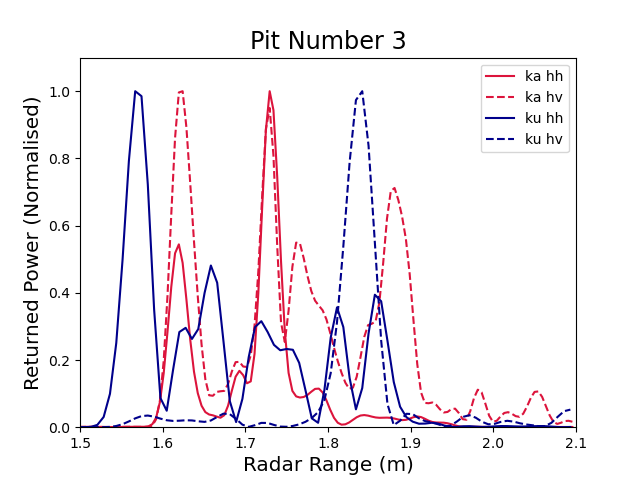 Pit Number 3
ka hh
ka hv
ku hh
ku hv
Returned Power (Normalised)
1.0
0.8
0.6
0.4
0.2
0.0
1.5 1.6 1.7 1.8 1.9 2.0 2.1
Radar Range (m)